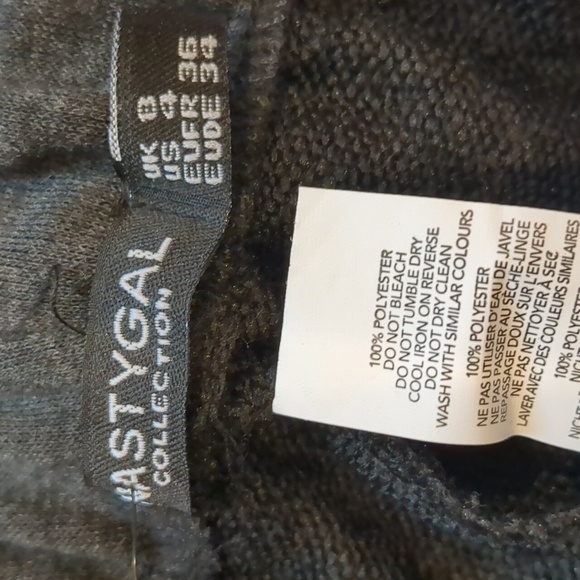 UK 8
US 4
EUFR 36
EUDE 34
NASTYGAL
COLLECTION
100% POLYESTER
DO NOT BLEACH
DO NOT TUMBLE DRY
COOL IRON ON REVERSE
DO NOT DRY CLEAN
WASH WITH SIMILAR COLOURS
100% POLYESTER
NE PAS UTILISER D'EAU DE JAVEL
NE PAS PASSER AU SÈCHE-LINGE
REPASSAGE DOUX SUR L'ENVERS
NE PAS NETTOYER À SEC
LAVER AVEC DES COULEURS SIMILAIRES
100% POLYESTER